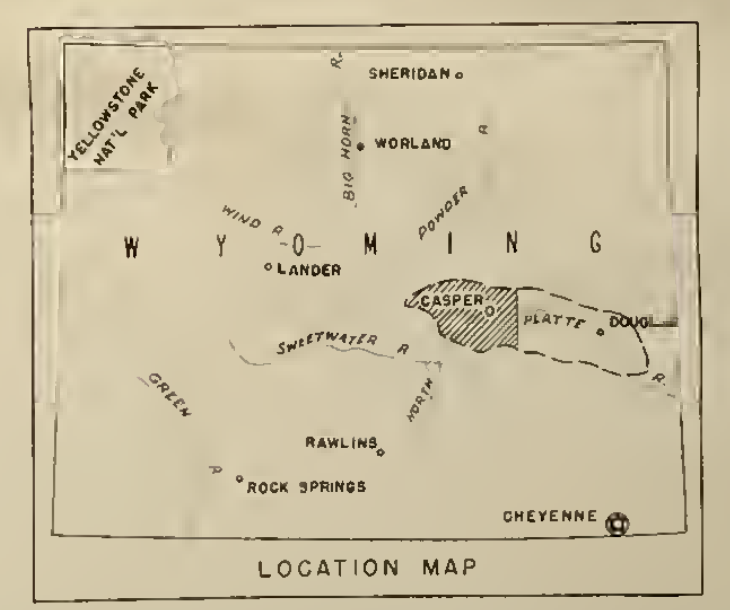 YELLOWSTONE
NAT'L PARK
R.
SHERIDAN
BIG HORN
WORLAND
R
POWDER
WIND R
W Y O M I N G
LANDER
CASPER
PLATTE
SWEETWATER R
NORTH
R.
GREEN
R
RAWLINS
ROCK SPRINGS
CHEYENNE
LOCATION MAP